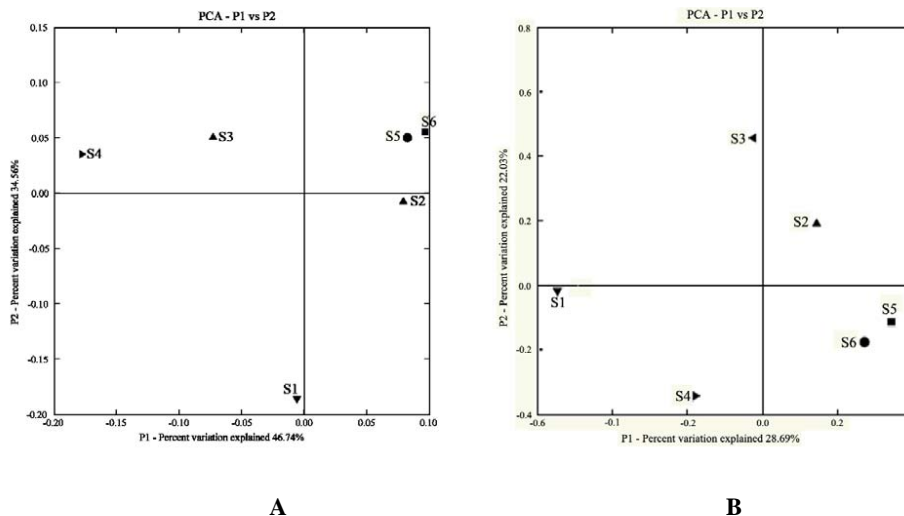 PCA - P1 vs P2
0.15
0.10
0.05
0.00
-0.05
-0.10
-0.15
-0.20
P2 - Percent variation explained 34.56%
S4
S3
S5
S6
S2
S1
-0.20 -0.15 -0.10 -0.05 0.00 0.05 0.10
P1 - Percent variation explained 46.74%
A
PCA - P1 vs P2
0.8
0.6
0.4
0.2
0.0
-0.2
-0.4
P2 - Percent variation explained 22.03%
S3
S2
S1
S5
S6
S4
-0.6 -0.1 -0.2 0.0 0.2
P1 - Percent variation explained 28.69%
B